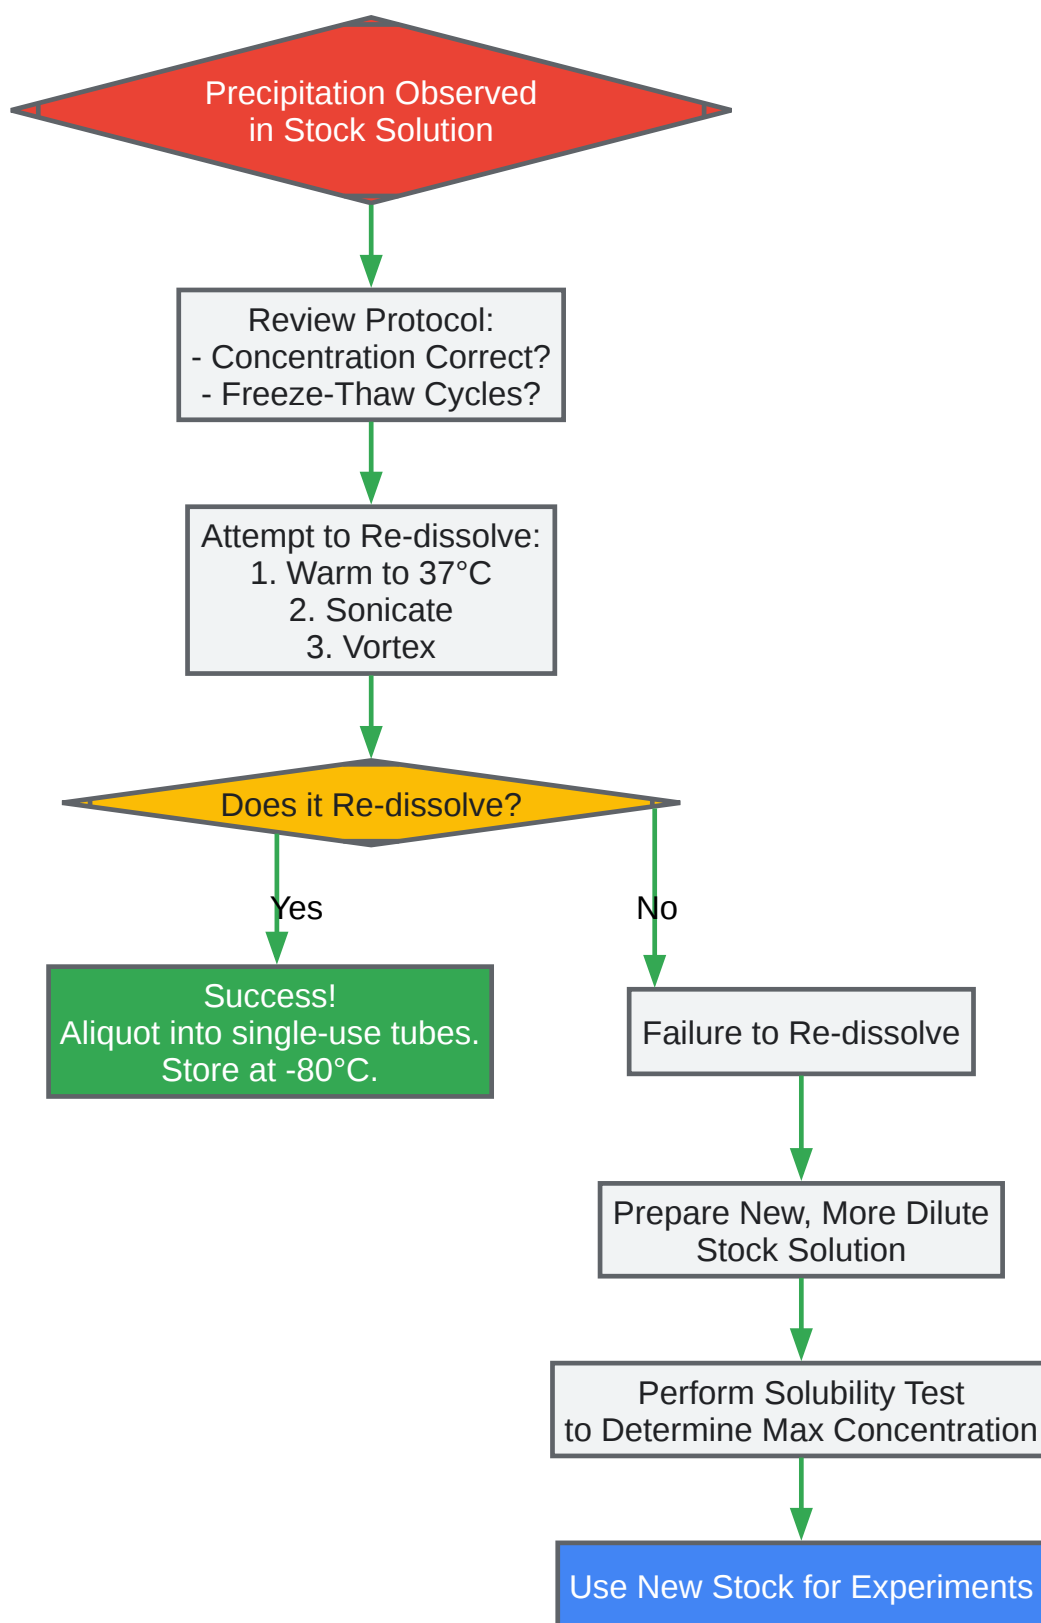 Precipitation Observed
in Stock Solution
Review Protocol:
- Concentration Correct?
- Freeze-Thaw Cycles?
Attempt to Re-dissolve:
1. Warm to 37°C
2. Sonicate
3. Vortex
Does it Re-dissolve?
Yes
No
Success!
Aliquot into single-use tubes.
Store at -80°C.
Failure to Re-dissolve
Prepare New, More Dilute
Stock Solution
Perform Solubility Test
to Determine Max Concentration
Use New Stock for Experiments